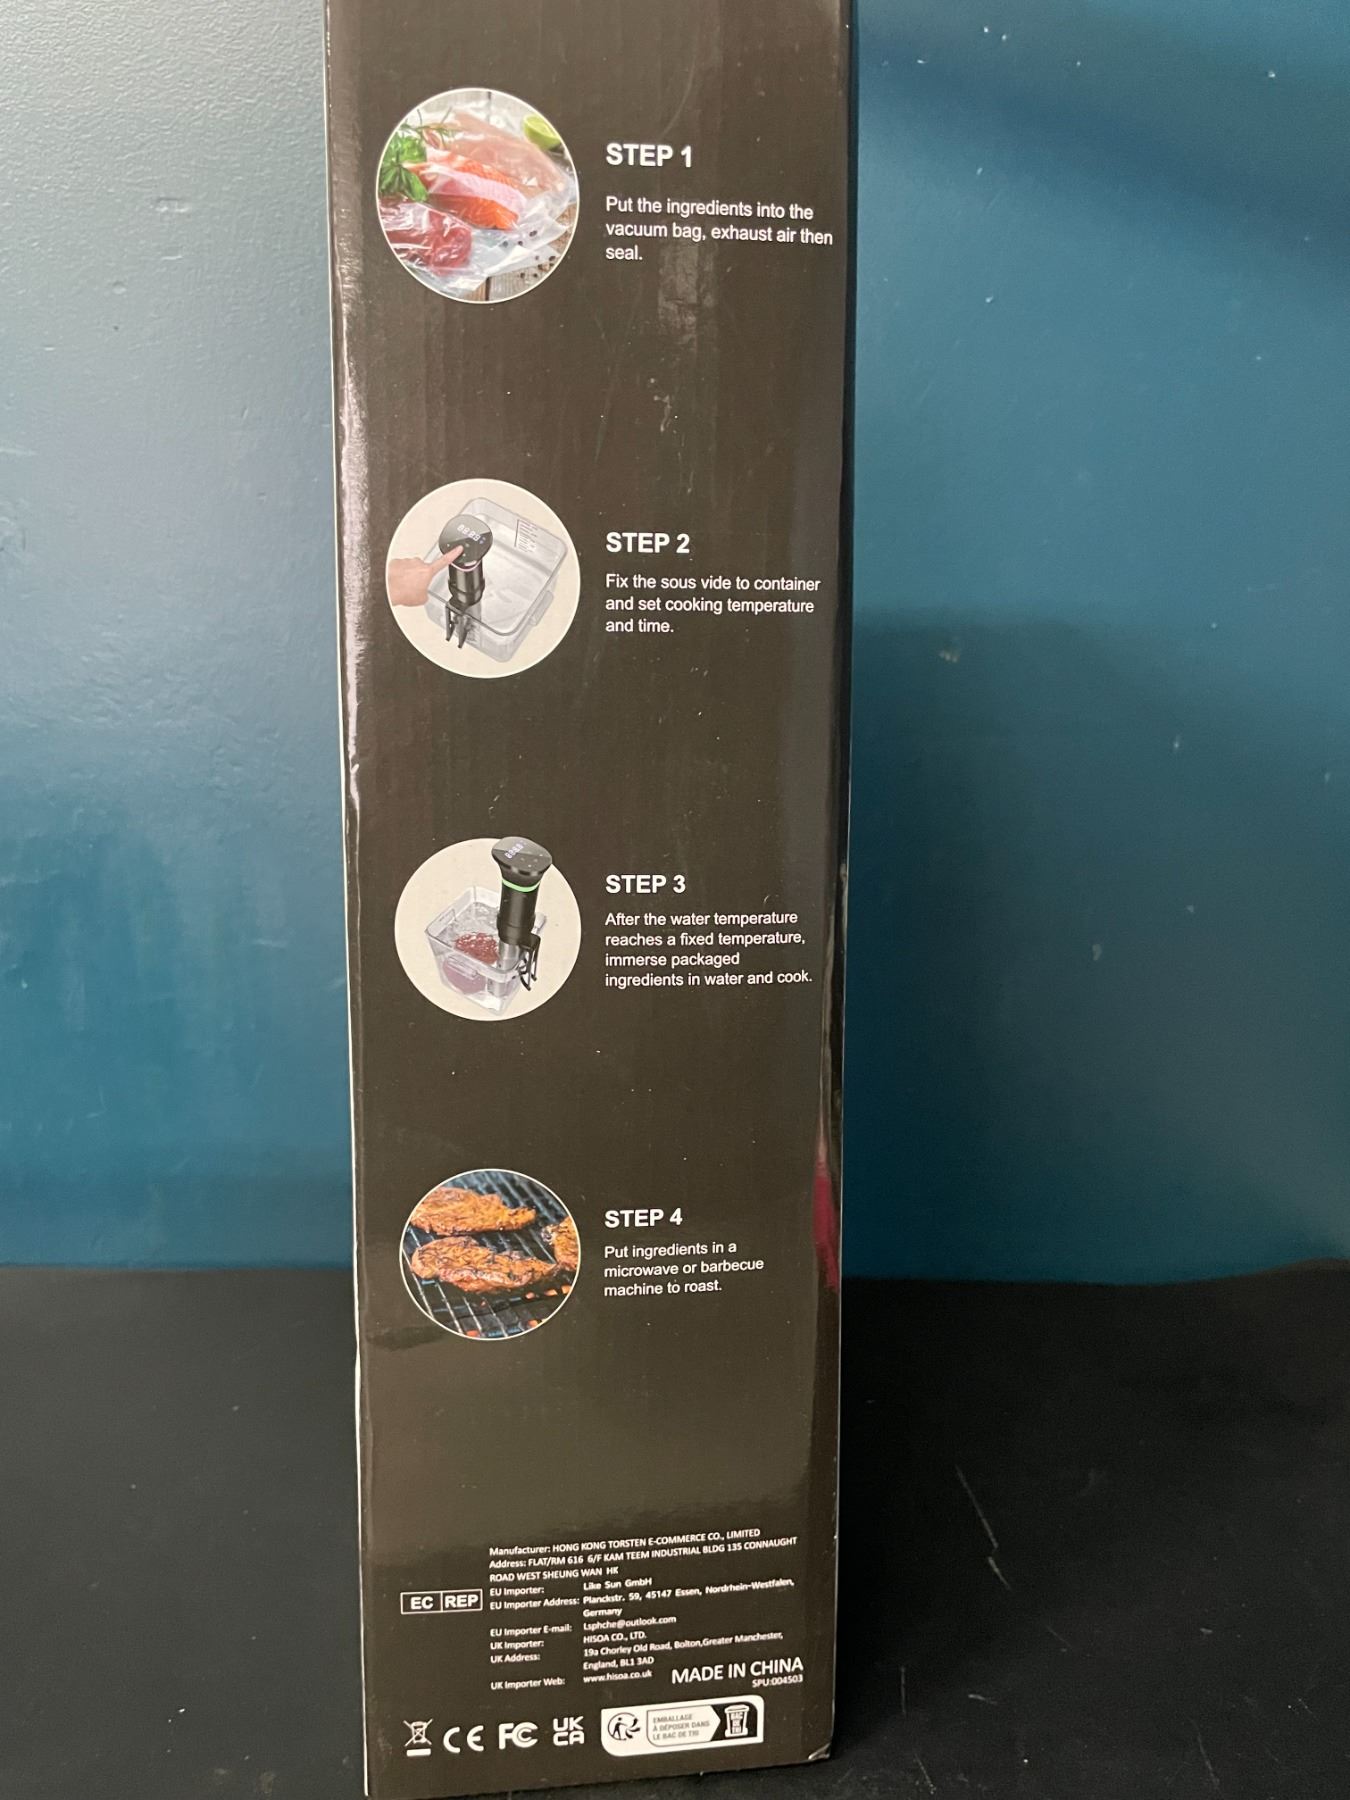 STEP 1
Put the ingredients into the
vacuum bag, exhaust air then
seal.
STEP 2
Fix the sous vide to container
and set cooking temperature
and time.
STEP 3
After the water temperature
reaches a fixed temperature,
immerse packaged
ingredients in water and cook.
STEP 4
Put ingredients in a
microwave or barbecue
machine to roast.
Manufacturer: HONG KONG TORSTEN E-COMMERCE CO., LIMITED
Address: FLAT/RM 616 6/F KAM TEEM INDUSTRIAL BLDG 135 CONNAUGHT
ROAD WEST SHEUNG WAN HK
EC REP
EU Importer: Like Sun GmbH
EU Importer Address: Planckstr. 59, 45147 Essen, Nordrhein-Westfalen,
Germany
EU Importer E-mail: Lsphche@outlook.com
UK Importer: HISOA CO., LTD.
UK Address: 19a Chorley Old Road, Bolton,Greater Manchester,
England, BL1 3AD
UK Importer Web: www.hisoa.co.uk
MADE IN CHINA
SPU:004503
CE FC UK
CA
EMBALLAGE
À DÉPOSER DANS
LE BAC DE TRI
BAC
DE
TRI